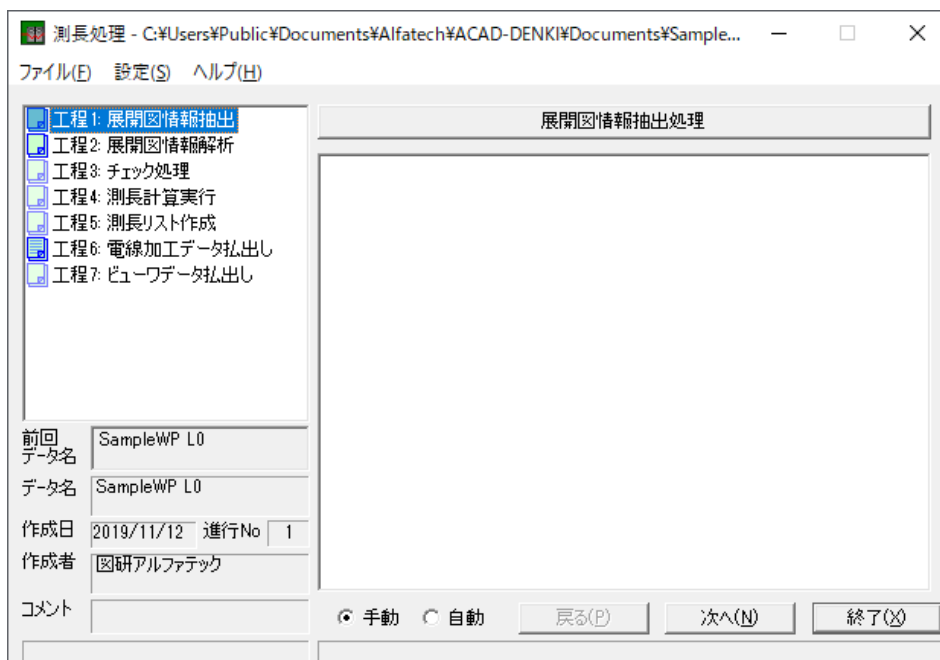 測長処理 - C:¥Users¥Public¥Documents¥Alfatech¥ACAD-DENKI¥Documents¥Sample...
ファイル(F) 設定(S) ヘルプ(H)
工程1: 展開図情報抽出
工程2: 展開図情報解析
工程3: チェック処理
工程4: 測長計算実行
工程5: 測長リスト作成
工程6: 電線加工データ払出し
工程7: ビューワデータ払出し
展開図情報抽出処理
前回
データ名 SampleWP L0
データ名 SampleWP L0
作成日 2019/11/12 進行No 1
作成者 図研アルファテック
コメント
手動 自動 戻る(P) 次へ(N) 終了(X)